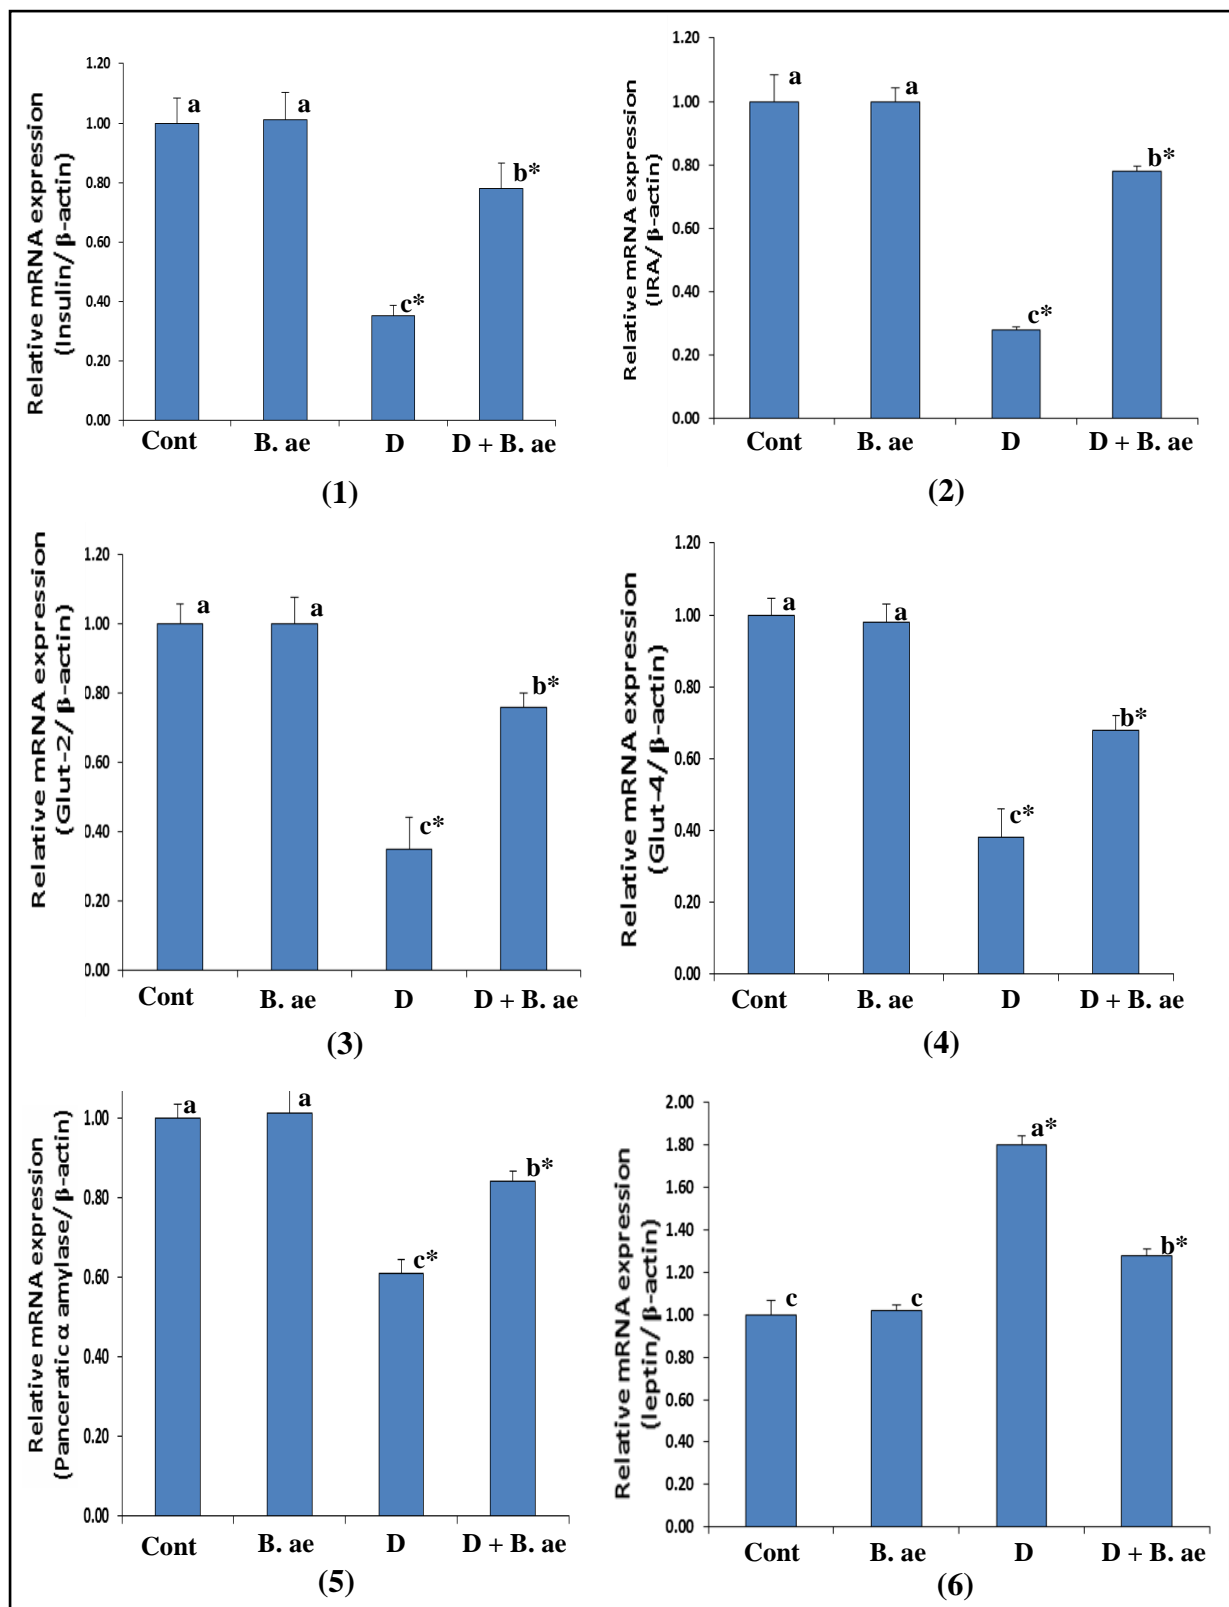 Relative mRNA expression
(Insulin/ β-actin)
1.20
1.00
0.80
0.60
0.40
0.20
0.00
a
a
c*
b*
Cont B. ae D D + B. ae
(1)
Relative mRNA expression
(IRA/ β-actin)
1.20
1.00
0.80
0.60
0.40
0.20
0.00
a
a
c*
b*
Cont B. ae D D + B. ae
(2)
Relative mRNA expression
(Glut-2/ β-actin)
1.20
1.00
0.80
0.60
0.40
0.20
0.00
a
a
c*
b*
Cont B. ae D D + B. ae
(3)
Relative mRNA expression
(Glut-4/ β-actin)
1.20
1.00
0.80
0.60
0.40
0.20
0.00
a
a
c*
b*
Cont B. ae D D + B. ae
(4)
Relative mRNA expression
(Panceratic α amylase/ β-actin)
1.00
0.80
0.60
0.40
0.20
0.00
a
a
c*
b*
Cont B. ae D D + B. ae
(5)
Relative mRNA expression
(leptin/ β-actin)
2.00
1.80
1.60
1.40
1.20
1.00
0.80
0.60
0.40
0.20
0.00
c
c
a*
b*
Cont B. ae D D + B. ae
(6)